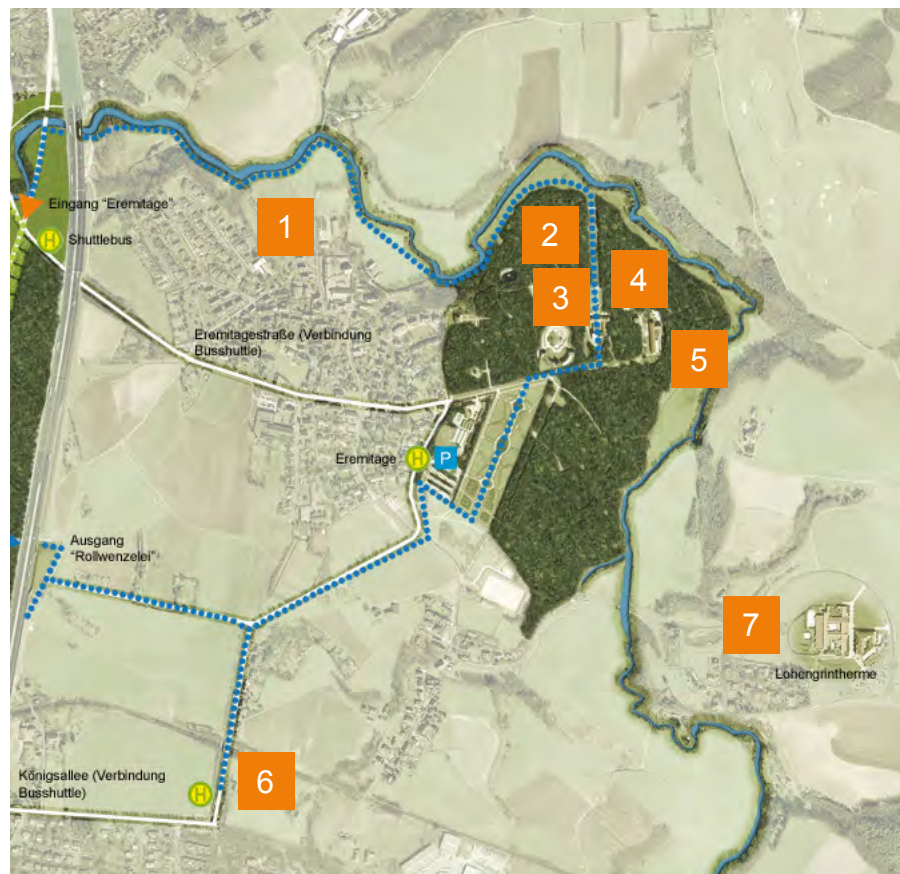 Eingang "Eremitage"
H
Shuttlebus
1
2
3
4
5
Eremitagestraße (Verbindung
Busshuttle)
Eremitage
H
P
Ausgang
"Rollwenzelei"
7
Lohengrintherme
Königsallee (Verbindung
Busshuttle)
H
6